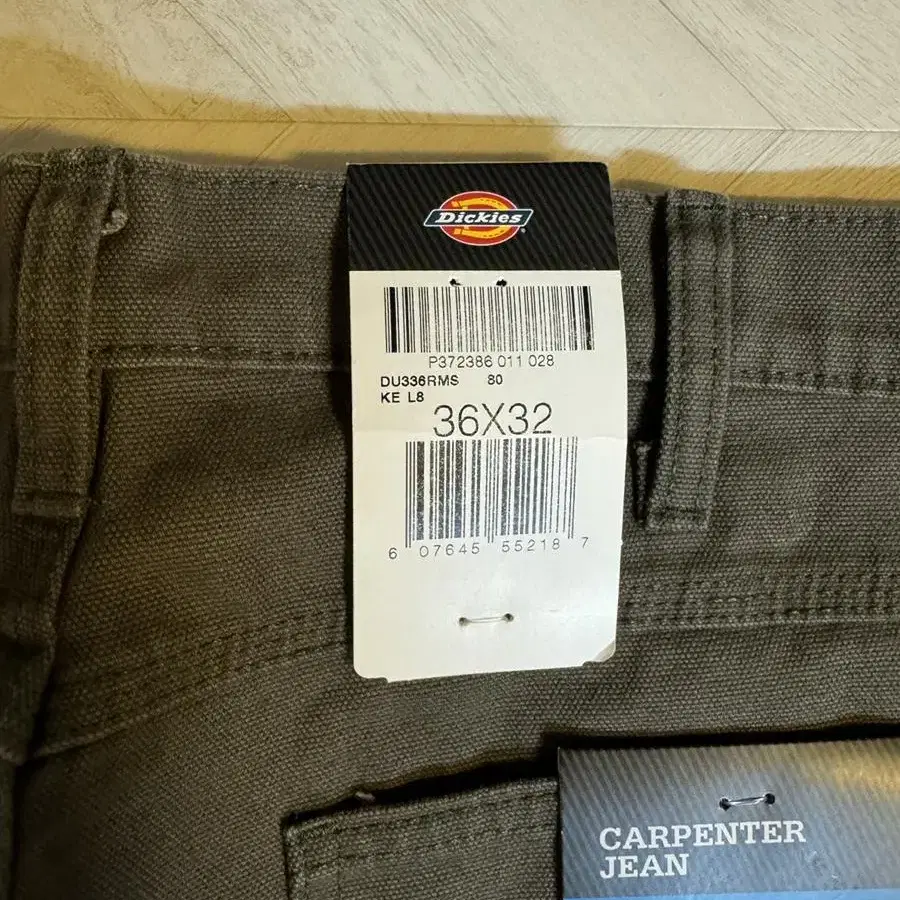 Dickies
P372386 011 028
DU336RMS 80
KE L8
36X32
6 07645 55218 7
CARPENTER
JEAN